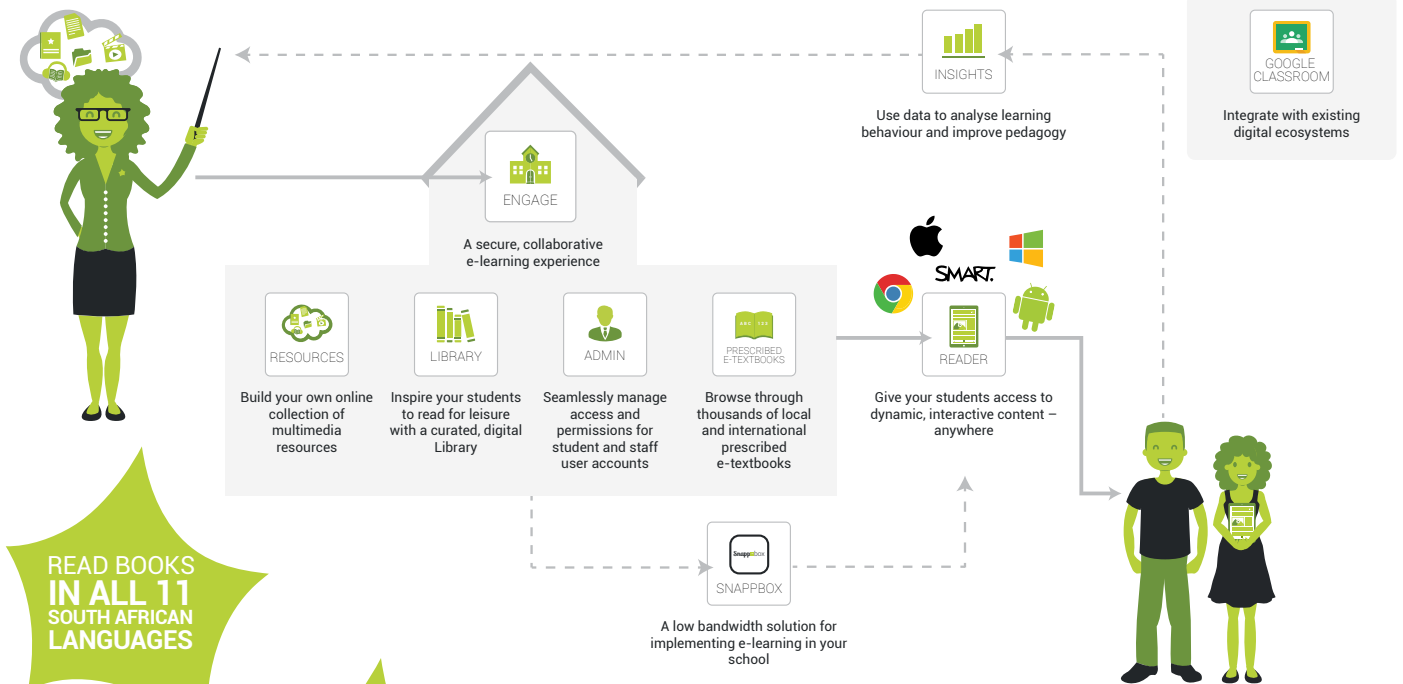 INSIGHTS
Use data to analyse learning
behaviour and improve pedagogy
GOOGLE
CLASSROOM
Integrate with existing
digital ecosystems
ENGAGE
A secure, collaborative
e-learning experience
RESOURCES
Build your own online
collection of
multimedia
resources
LIBRARY
Inspire your students
to read for leisure
with a curated, digital
Library
ADMIN
Seamlessly manage
access and
permissions for
student and staff
user accounts
ABC 123
PRESCRIBED
E-TEXTBOOKS
Browse through
thousands of local
and international
prescribed
e-textbooks
SMART.
READER
Give your students access to
dynamic, interactive content –
anywhere
Snappbox
SNAPPBOX
A low bandwidth solution for
implementing e-learning in your
school
READ BOOKS
IN ALL 11
SOUTH AFRICAN
LANGUAGES